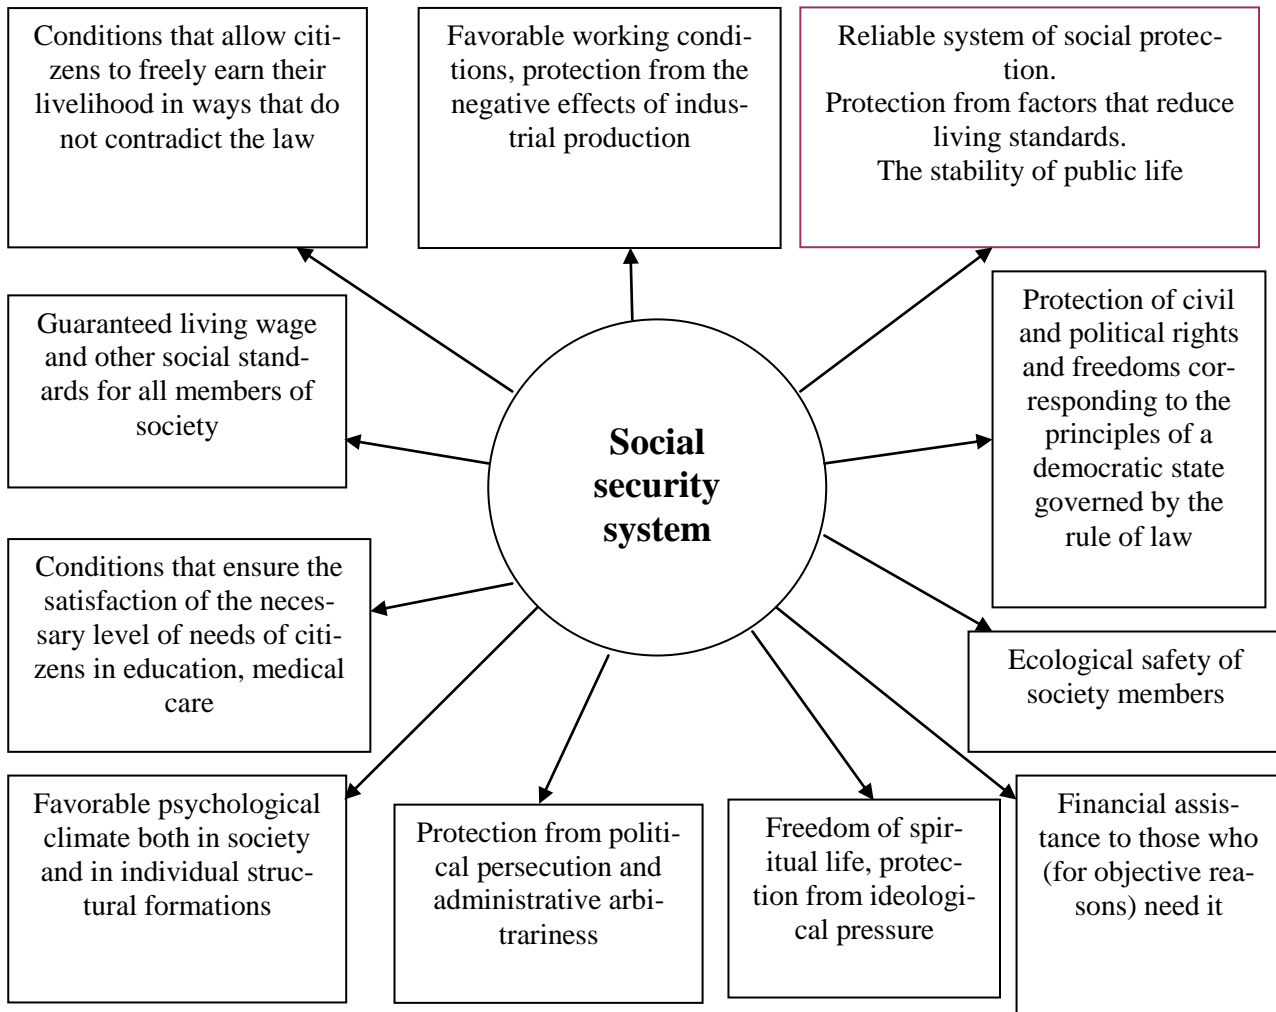 Conditions that allow citi-
zens to freely earn their
livelihood in ways that do
not contradict the law
Favorable working condi-
tions, protection from the
negative effects of indus-
trial production
Reliable system of social protec-
tion.
Protection from factors that reduce
living standards.
The stability of public life
Guaranteed living wage
and other social stand-
ards for all members of
society
Social
security
system
Protection of civil
and political rights
and freedoms cor-
responding to the
principles of a
democratic state
governed by the
rule of law
Conditions that ensure the
satisfaction of the neces-
sary level of needs of citi-
zens in education, medical
care
Ecological safety of
society members
Favorable psychological
climate both in society
and in individual struc-
tural formations
Protection from politi-
cal persecution and
administrative arbi-
trariness
Freedom of spir-
itual life, protec-
tion from ideologi-
cal pressure
Financial assis-
tance to those who
(for objective rea-
sons) need it